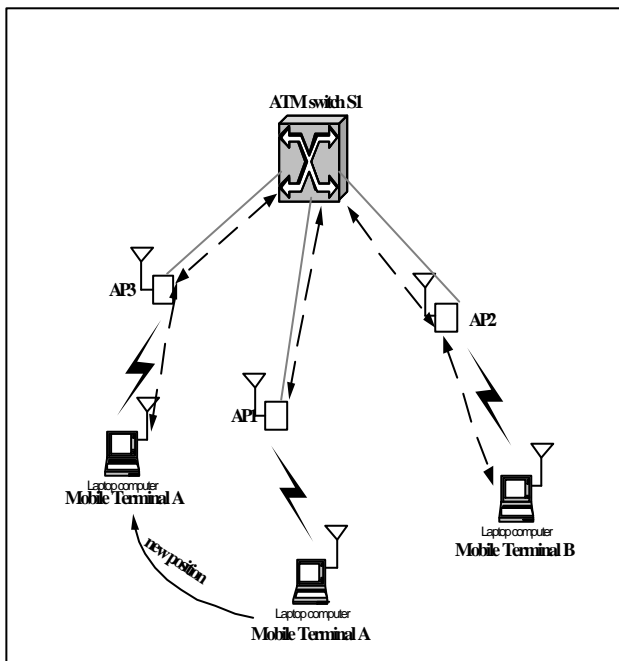 ATM switch S1
AP3
AP2
AP1
Laptop computer
Mobile Terminal A
Laptop computer
Mobile Terminal B
new position
Laptop computer
Mobile Terminal A